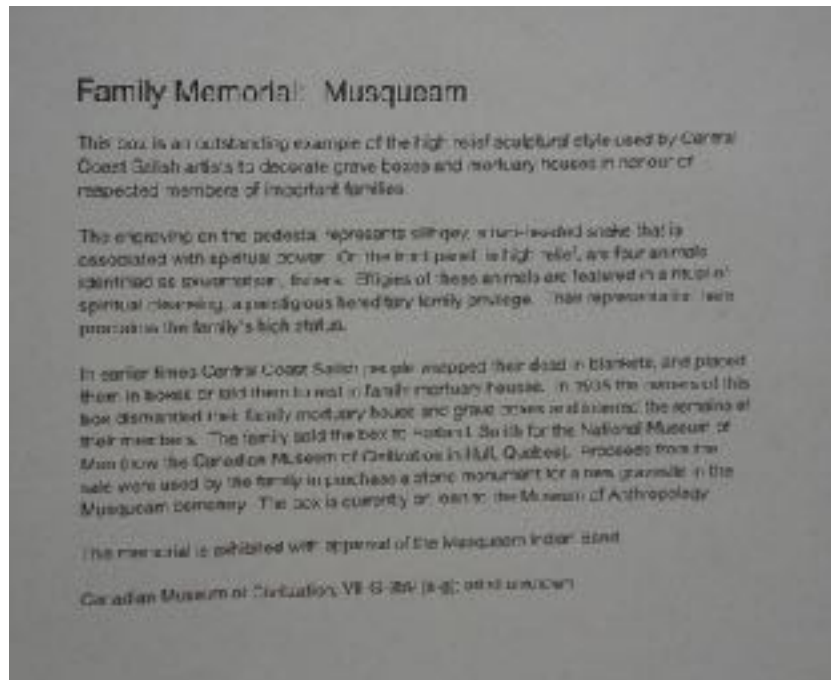 Family Memorial: Musqueam
This box is an outstanding example of the high relief sculptural style used by Central
Coast Salish artists to decorate grave boxes and mortuary houses in honour of
respected members of important families.
The engraving on the pedestal represents a two-headed snake that is
associated with spiritual power. On the front panel, in high relief, are four animals
identified as fishers. Effigies of these animals are featured in a ritual of
spiritual cleansing, a prestigious hereditary family privilege. Their representation here
proclaims the family's high status.
In earlier times Central Coast Salish people wrapped their dead in blankets, and placed
them in boxes or laid them to rest in family mortuary houses. In the owners of this
box dismantled their family mortuary house and grave boxes and interred the remains of
their members. The family sold the box to Harlan I. Smith for the National Museum of
Man (now the Canadian Museum of Civilization in Hull, Quebec). Proceeds from the
sale were used by the family to purchase a stone monument for a new gravesite in the
Musqueam cemetery. The box is currently on loan to the Museum of Anthropology.
This memorial is exhibited with approval of the Musqueam Indian Band.
Canadian Museum of Civilization, artist unknown